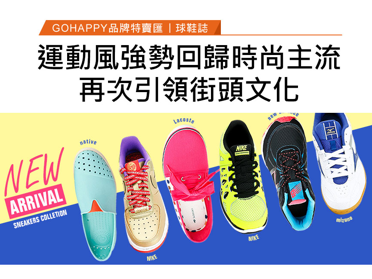 GOHAPPY品牌特賣匯｜球鞋誌
運動風強勢回歸時尚主流
再次引領街頭文化
NEW
ARRIVAL
SNEAKERS COLLETION
native
NIKE
Lacoste
NIKE
NIKE
mizuno